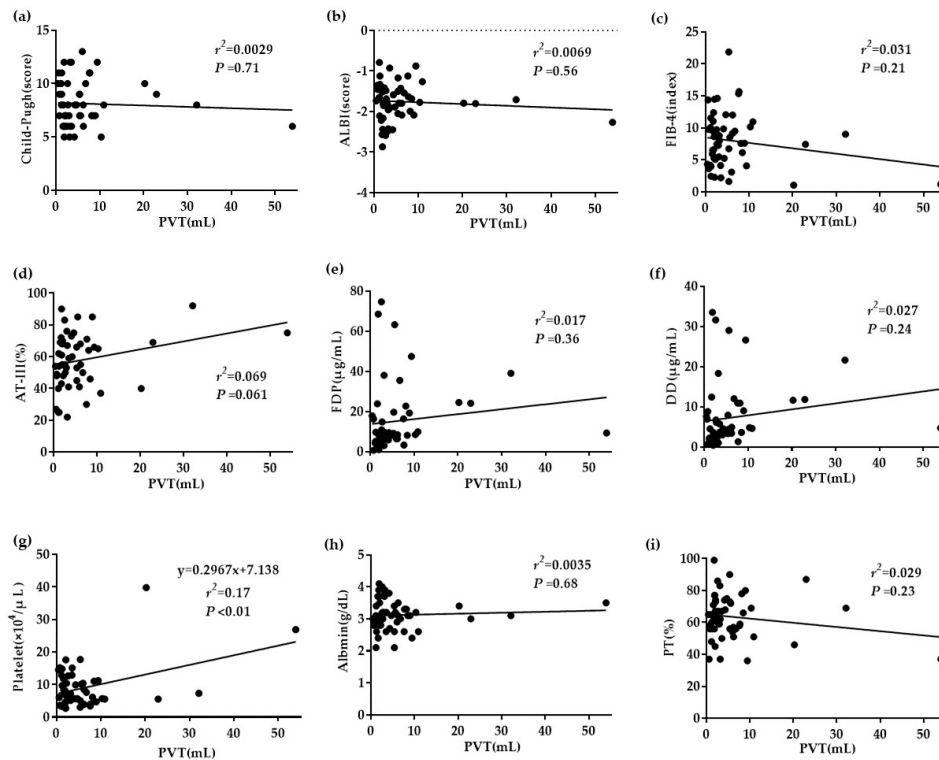 (a)
r²=0.0029
P =0.71
Child-Pugh(score)
15
10
5
0
0 10 20 30 40 50 60
PVT(mL)
(b)
r²=0.0069
P =0.56
ALBI(score)
0
-1
-2
-3
-4
0 10 20 30 40 50 60
PVT(mL)
(c)
r²=0.031
P =0.21
FIB-4(index)
25
20
15
10
5
0
0 10 20 30 40 50
PVT(mL)
(d)
r²=0.069
P =0.061
AT-III(%)
100
80
60
40
20
0
0 10 20 30 40 50 60
PVT(mL)
(e)
r²=0.017
P =0.36
FDP(µg/mL)
80
60
40
20
0
0 10 20 30 40 50 60
PVT(mL)
(f)
r²=0.027
P =0.24
DD(µg/mL)
40
30
20
10
0
0 10 20 30 40 50
PVT(mL)
(g)
y=0.2967x+7.138
r²=0.17
P <0.01
Platelet(×10⁴/µL)
50
40
30
20
10
0
0 10 20 30 40 50 60
PVT(mL)
(h)
r²=0.0035
P =0.68
Albmin(g/dL)
5
4
3
2
1
0
0 10 20 30 40 50 60
PVT(mL)
(i)
r²=0.029
P =0.23
PT(%)
100
80
60
40
20
0
0 10 20 30 40 50
PVT(mL)